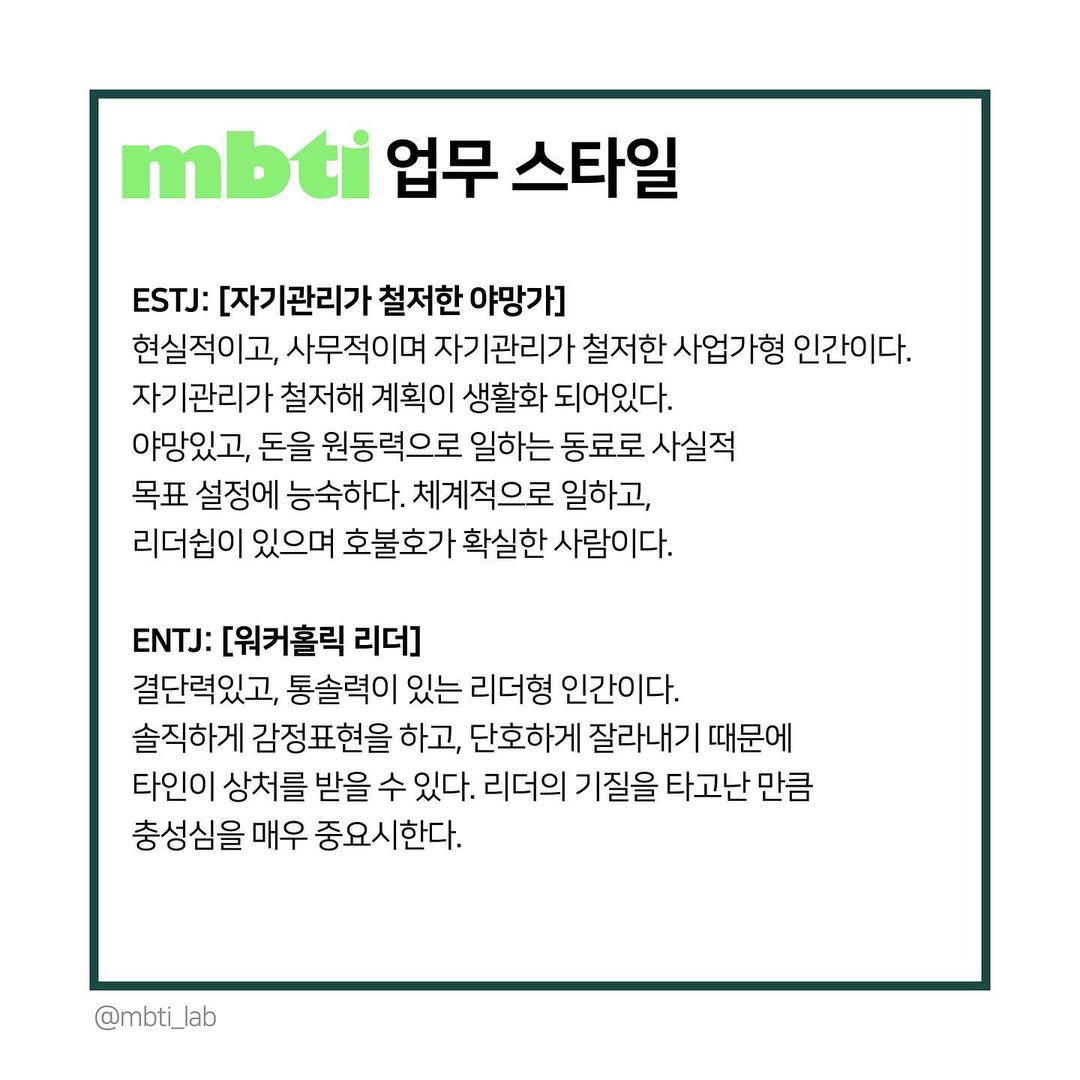 mbti 업무 스타일
ESTJ: [자기관리가 철저한 야망가]
현실적이고, 사무적이며 자기관리가 철저한 사업가형 인간이다.
자기관리가 철저해 계획이 생활화 되어있다.
야망있고, 돈을 원동력으로 일하는 동료로 사실적
목표 설정에 능숙하다. 체계적으로 일하고,
리더쉽이 있으며 호불호가 확실한 사람이다.
ENTJ: [워커홀릭 리더]
결단력있고, 통솔력이 있는 리더형 인간이다.
솔직하게 감정표현을 하고, 단호하게 잘라내기 때문에
타인이 상처를 받을 수 있다. 리더의 기질을 타고난 만큼
충성심을 매우 중요시한다.
@mbti_lab